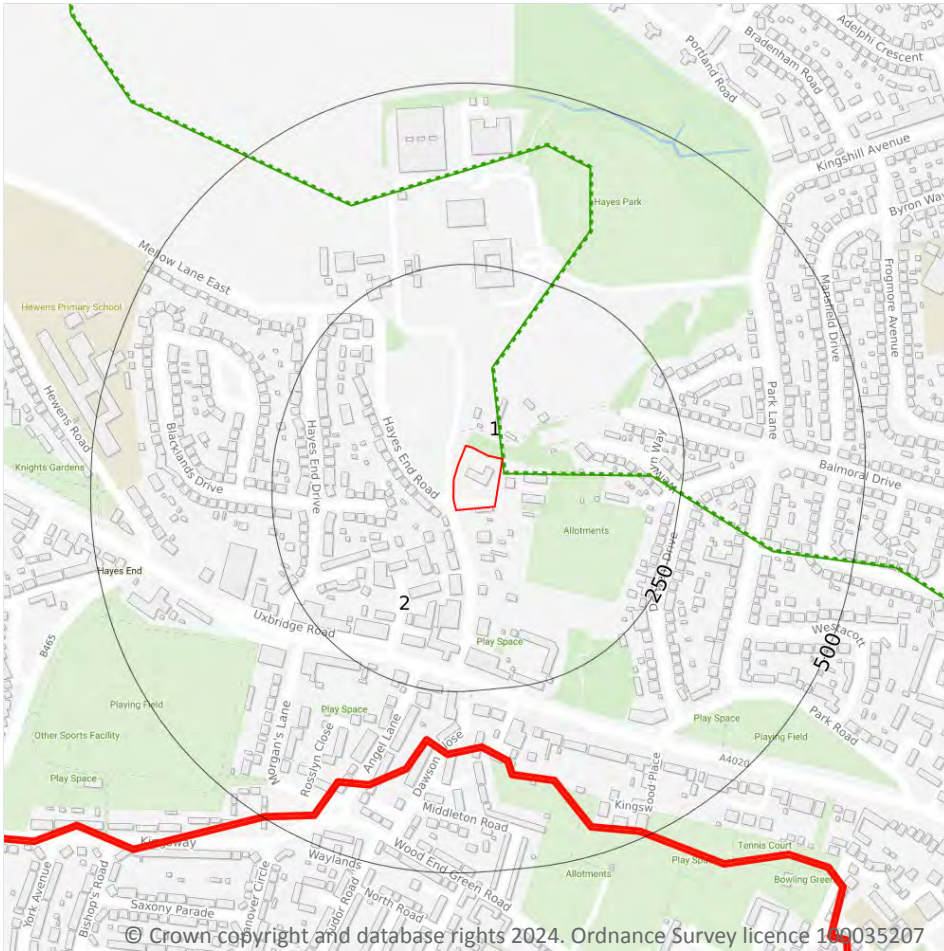 Adelphi Crescent
Portland Road
Bradenham Road
Kingshill Avenue
Hayes Park
Byron Way
Mellow Lane East
Mansfield Drive
Frogmore Avenue
Hewens Primary School
Park Lane
Hewens Road
Hayes End Drive
Hayes End Road
1
Blacklands Drive
Knights Gardens
Balmoral Drive
Allotments
Hayes End
250
2
Uxbridge Road
Westacott
B465
Play Space
500
Playing Field
Morgan's Lane
Play Space
Rosslyn Close
Angel Lane
Play Space
Park Road
Other Sports Facility
Playing Field
A4020
Play Space
Dawson
Kingsw
ood Place
Middleton Road
Kingsway
Tennis Court
Waylands
Wood End Green Road
Play Spac
York Avenue
Bishop's Road
Allotments
Bowling Green
North Road
Saxony Parade
© Crown copyright and database rights 2024. Ordnance Survey licence 100035207